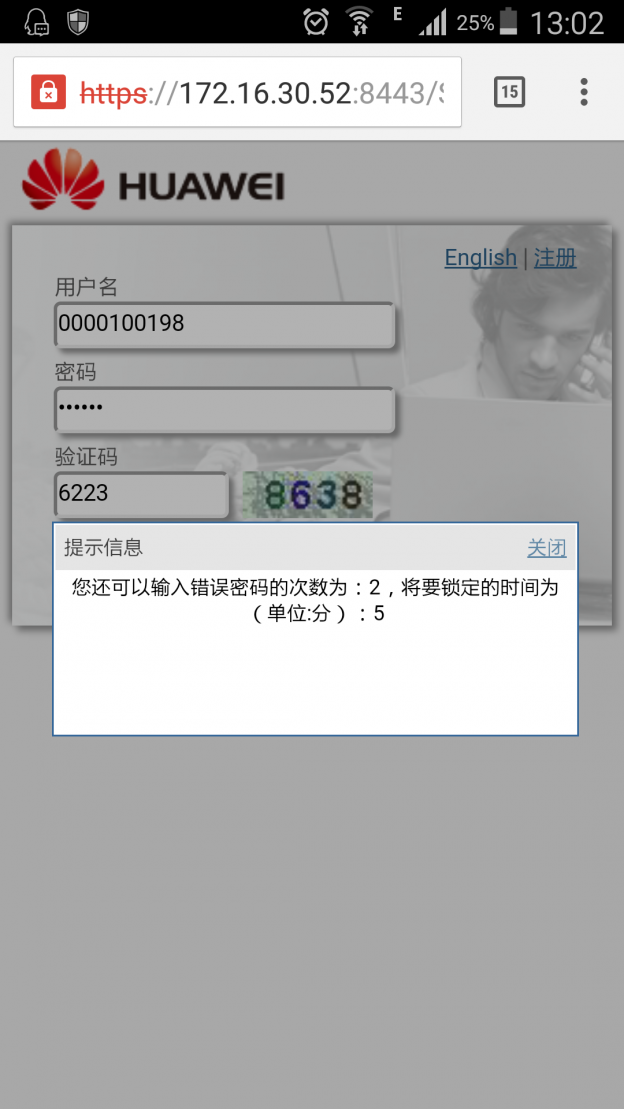 E 25% 13:02
https://172.16.30.52:8443/S 15
HUAWEI
English | 注册
用户名
0000100198
密码
••••••
验证码
6223 8638
提示信息 关闭
您还可以输入错误密码的次数为：2，将要锁定的时间为
（单位:分）：5